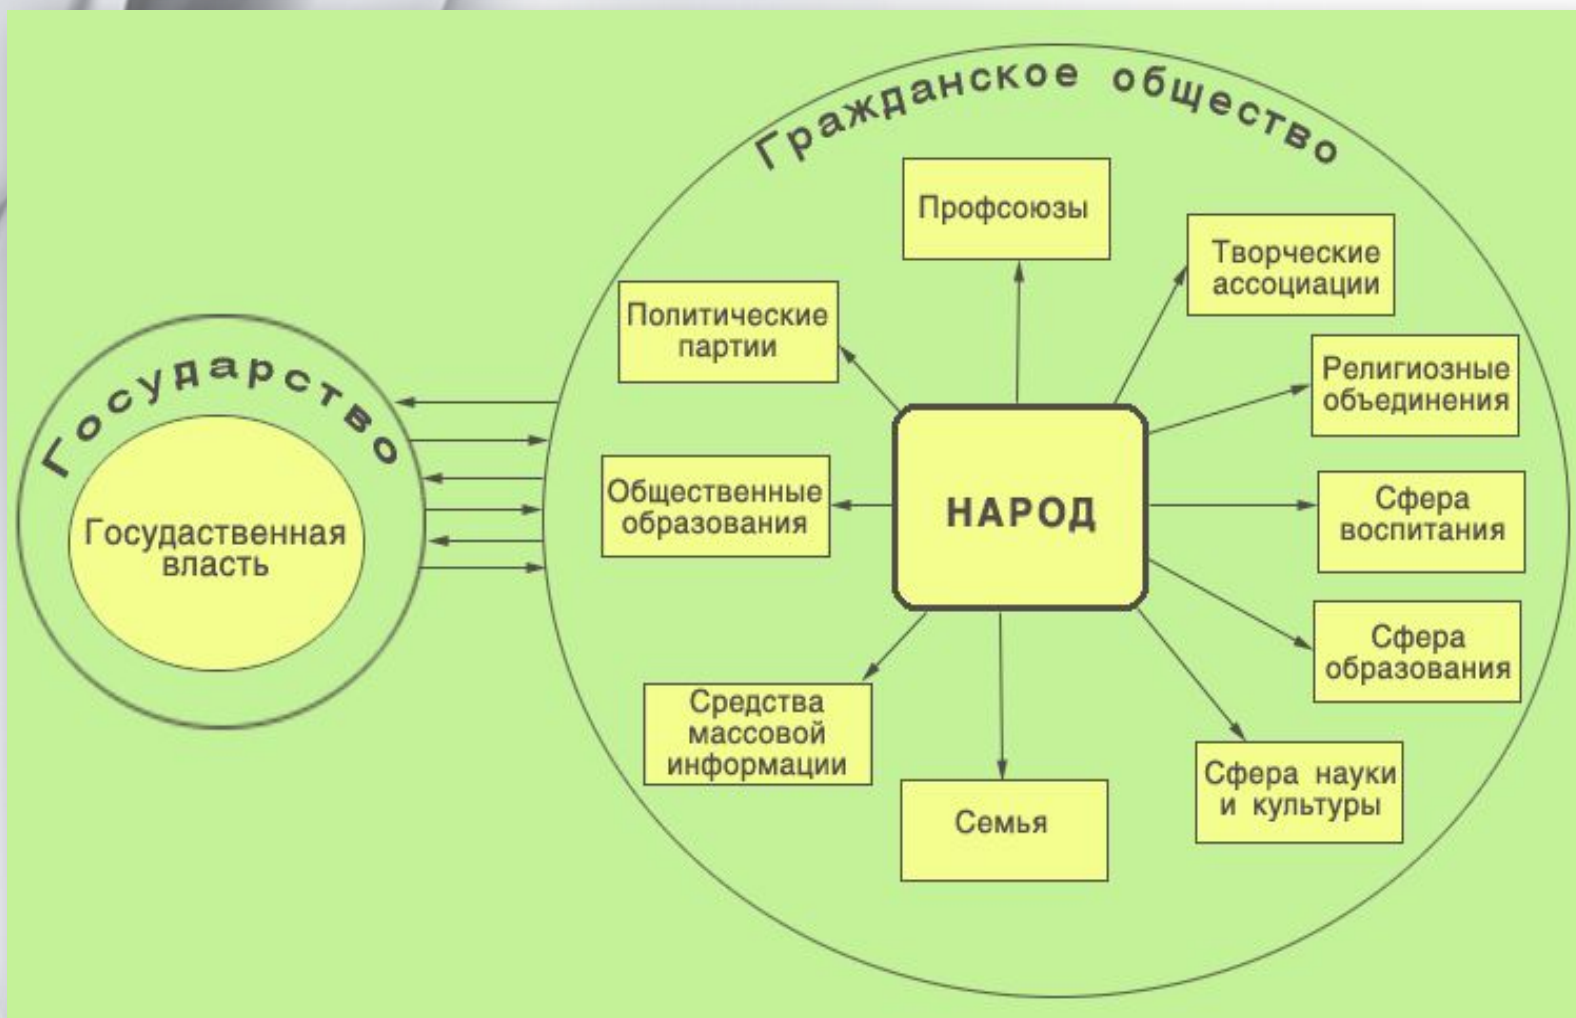 Гражданское общество
Профсоюзы
Творческие
ассоциации
Политические
партии
Религиозные
объединения
Государство
Государственная
власть
Общественные
образования
НАРОД
Сфера
воспитания
Сфера
образования
Средства
массовой
информации
Семья
Сфера науки
и культуры